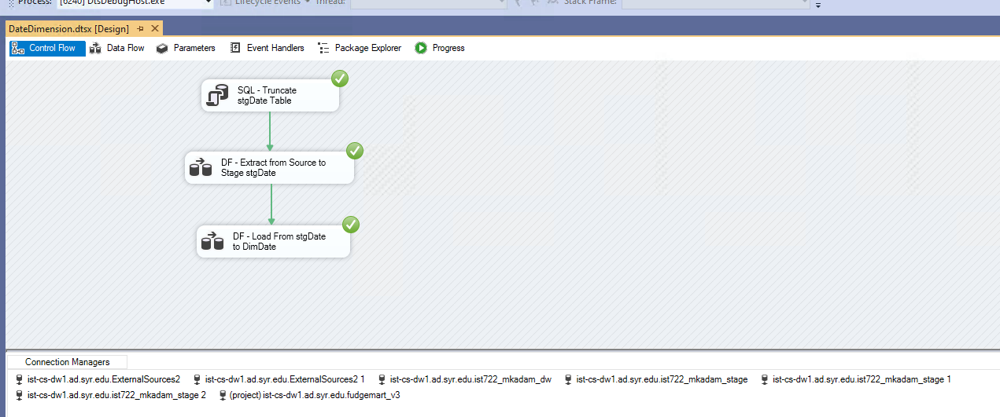 Process: [6240] DtsDebugHost.exe Lifecycle Events Thread: Stack Frame:
DateDimension.dtsx [Design]
Control Flow Data Flow Parameters Event Handlers Package Explorer Progress
SQL - Truncate
stgDate Table
DF - Extract from Source to
Stage stgDate
DF - Load From stgDate
to DimDate
Connection Managers
ist-cs-dw1.ad.syr.edu.ExternalSources2 ist-cs-dw1.ad.syr.edu.ExternalSources2 1 ist-cs-dw1.ad.syr.edu.ist722_mkadam_dw ist-cs-dw1.ad.syr.edu.ist722_mkadam_stage ist-cs-dw1.ad.syr.edu.ist722_mkadam_stage 1
ist-cs-dw1.ad.syr.edu.ist722_mkadam_stage 2 (project) ist-cs-dw1.ad.syr.edu.fudgemart_v3